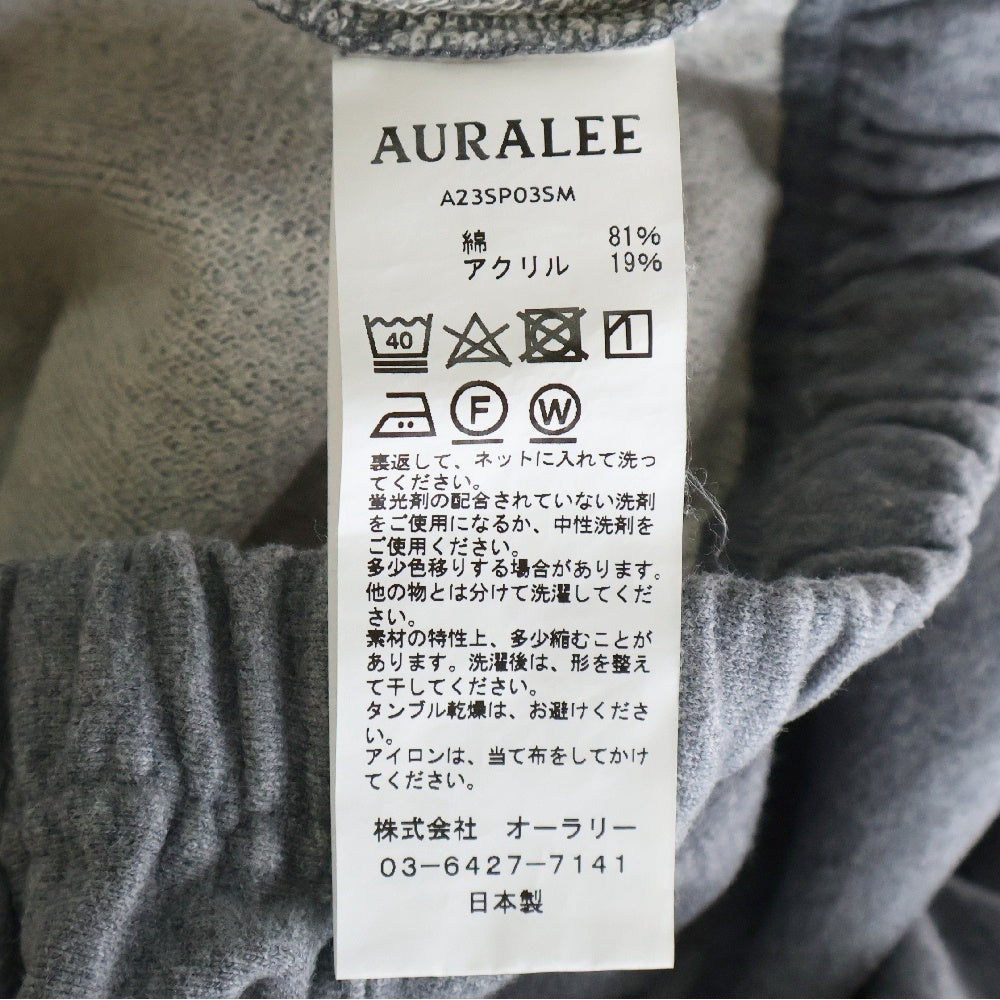 AURALEE
A23SP03SM
綿 81%
アクリル 19%
40
F W
裏返して、ネットに入れて洗っ
てください。
蛍光剤の配合されていない洗剤
をご使用になるか、中性洗剤を
ご使用ください。
多少色移りする場合があります。
他の物とは分けて洗濯してくだ
さい。
素材の特性上、多少縮むことが
あります。洗濯後は、形を整え
て干してください。
タンブル乾燥は、お避けくださ
い。
アイロンは、当て布をしてかけ
てください。
株式会社 オーラリー
03-6427-7141
日本製